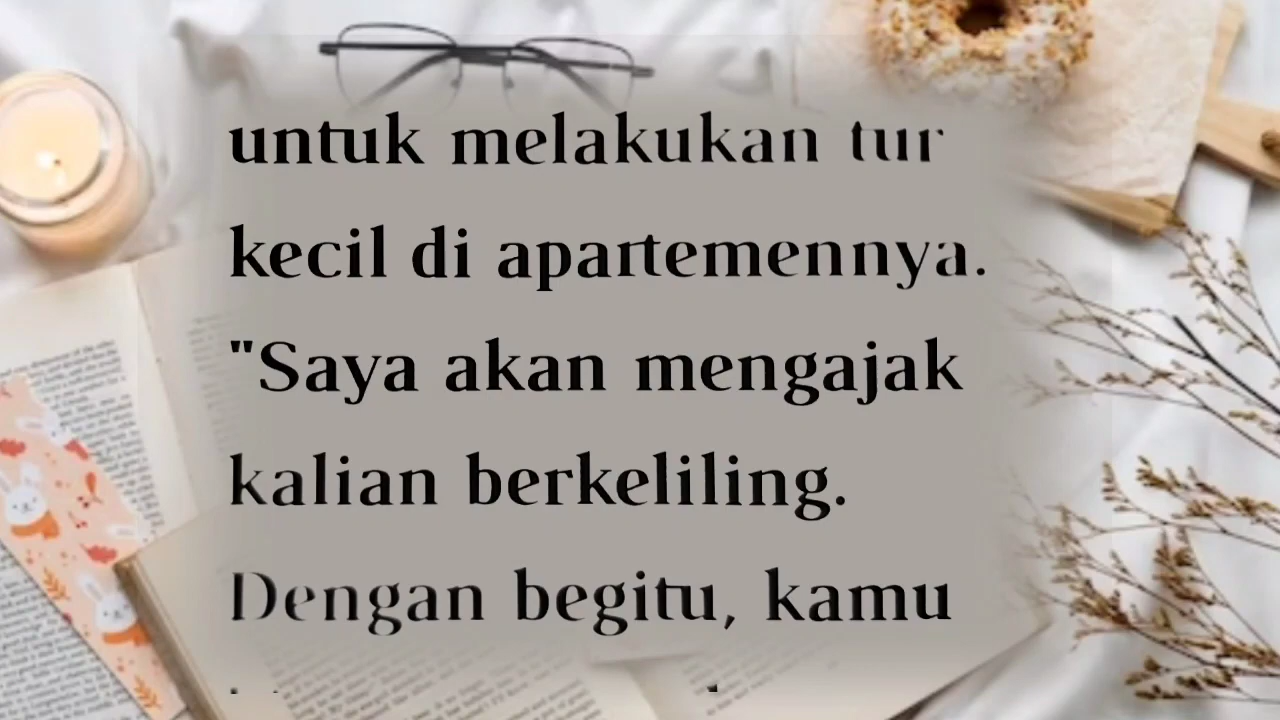 untuk melakukan tur
kecil di apartemennya.
"Saya akan mengajak
kalian berkeliling.
Dengan begitu, kamu